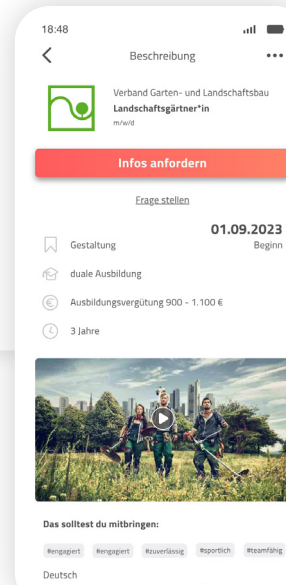 18:48
Beschreibung
Verband Garten- und Landschaftsbau
Landschaftsgärtner*in
m/w/d
Infos anfordern
Frage stellen
01.09.2023
Gestaltung
Beginn
duale Ausbildung
Ausbildungsvergütung 900 - 1.100 €
3 Jahre
Das solltest du mitbringen:
#engagiert #engagiert #zuverlässig #sportlich #teamfähig
Deutsch